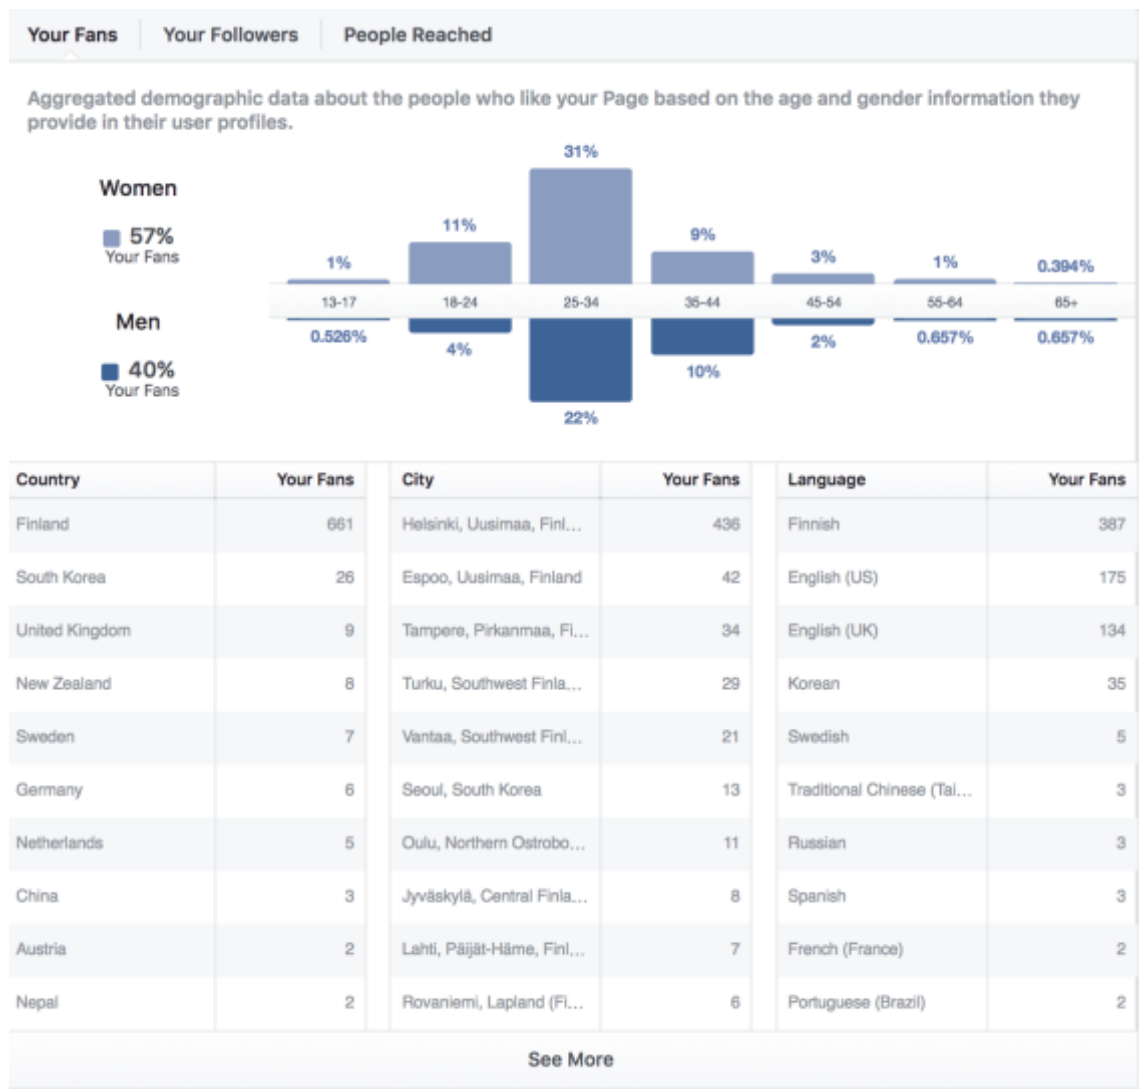 Your Fans Your Followers People Reached
Aggregated demographic data about the people who like your Page based on the age and gender information they
provide in their user profiles.
Women
57%
Your Fans
Men
40%
Your Fans
1% 11% 31% 9% 3% 1% 0.394%
13-17 18-24 25-34 35-44 45-54 55-64 65+
0.526% 4% 22% 10% 2% 0.657% 0.657%
Country Your Fans City Your Fans Language Your Fans
Finland 661 Helsinki, Uusimaa, Finl... 436 Finnish 387
South Korea 26 Espoo, Uusimaa, Finland 42 English (US) 175
United Kingdom 9 Tampere, Pirkanmaa, Fi... 34 English (UK) 134
New Zealand 8 Turku, Southwest Finla... 29 Korean 35
Sweden 7 Vantaa, Southwest Finl... 21 Swedish 5
Germany 6 Seoul, South Korea 13 Traditional Chinese (Tai... 3
Netherlands 5 Oulu, Northern Ostrobo... 11 Russian 3
China 3 Jyväskylä, Central Finla... 8 Spanish 3
Austria 2 Lahti, Päijät-Häme, Finl... 7 French (France) 2
Nepal 2 Rovaniemi, Lapland (Fi... 6 Portuguese (Brazil) 2
See More